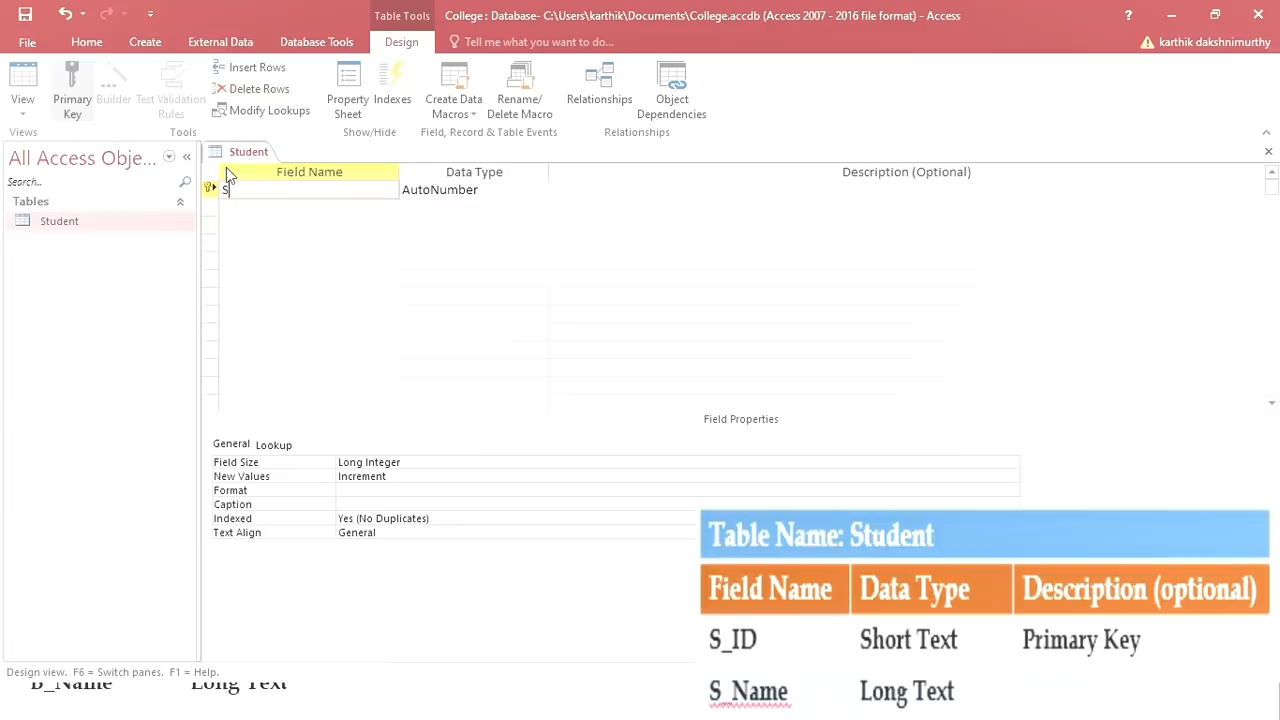 Table Tools
College : Database- C:\Users\karthik\Documents\College.accdb (Access 2007 - 2016 file format) - Access
?
File Home Create External Data Database Tools Design Tell me what you want to do... karthik dakshnimurthy
View
Primary Key
Builder
Test Validation Rules
Insert Rows
Delete Rows
Modify Lookups
Property Sheet
Indexes
Create Data Macros
Rename/ Delete Macro
Relationships
Object Dependencies
Views Tools Show/Hide Field, Record & Table Events Relationships
All Access Obje...
Search...
Tables
Student
Student
Field Name Data Type Description (Optional)
S AutoNumber
Field Properties
General Lookup
Field Size Long Integer
New Values Increment
Format
Caption
Indexed Yes (No Duplicates)
Text Align General
Table Name: Student
Field Name Data Type Description (optional)
S_ID Short Text Primary Key
S_Name Long Text
Design view. F6 = Switch panes. F1 = Help.
B_Name Long Text